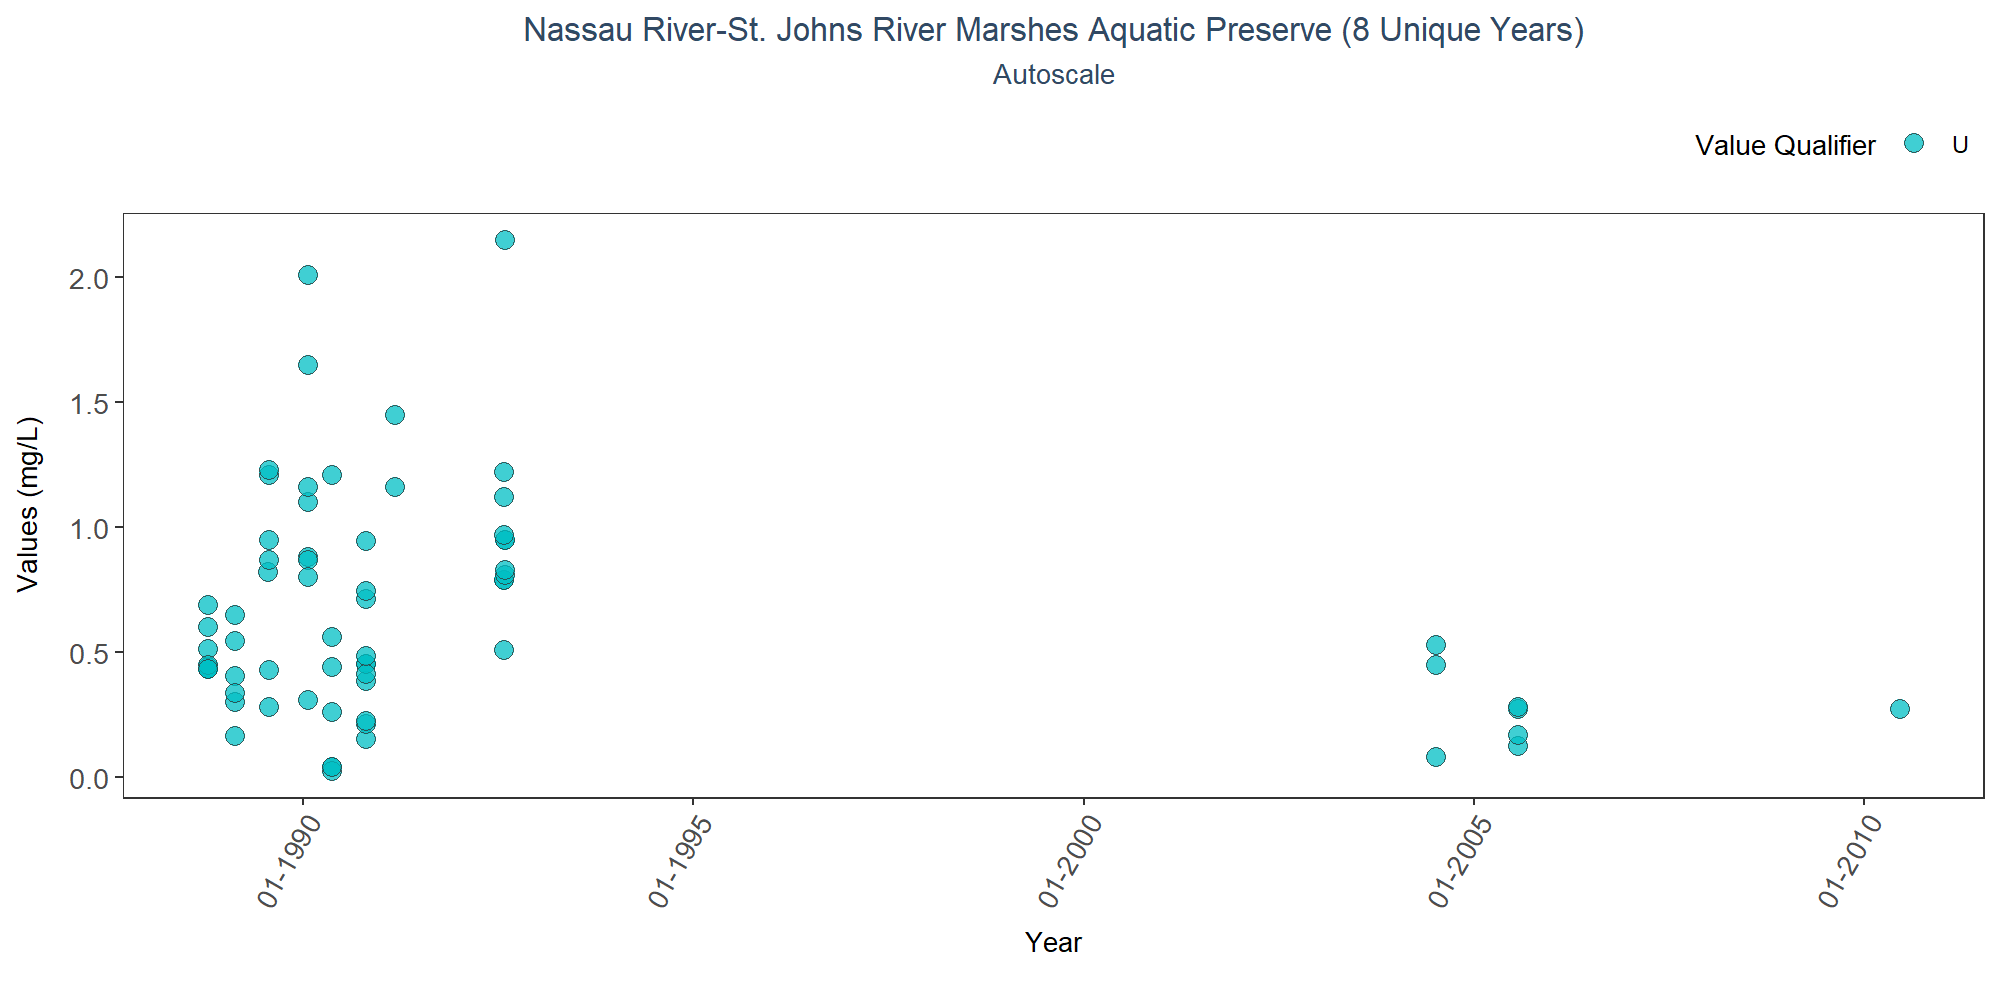 Nassau River-St. Johns River Marshes Aquatic Preserve (8 Unique Years)
Autoscale
Value Qualifier U
Values (mg/L)
2.0
1.5
1.0
0.5
0.0
01-1990
01-1995
01-2000
01-2005
01-2010
Year